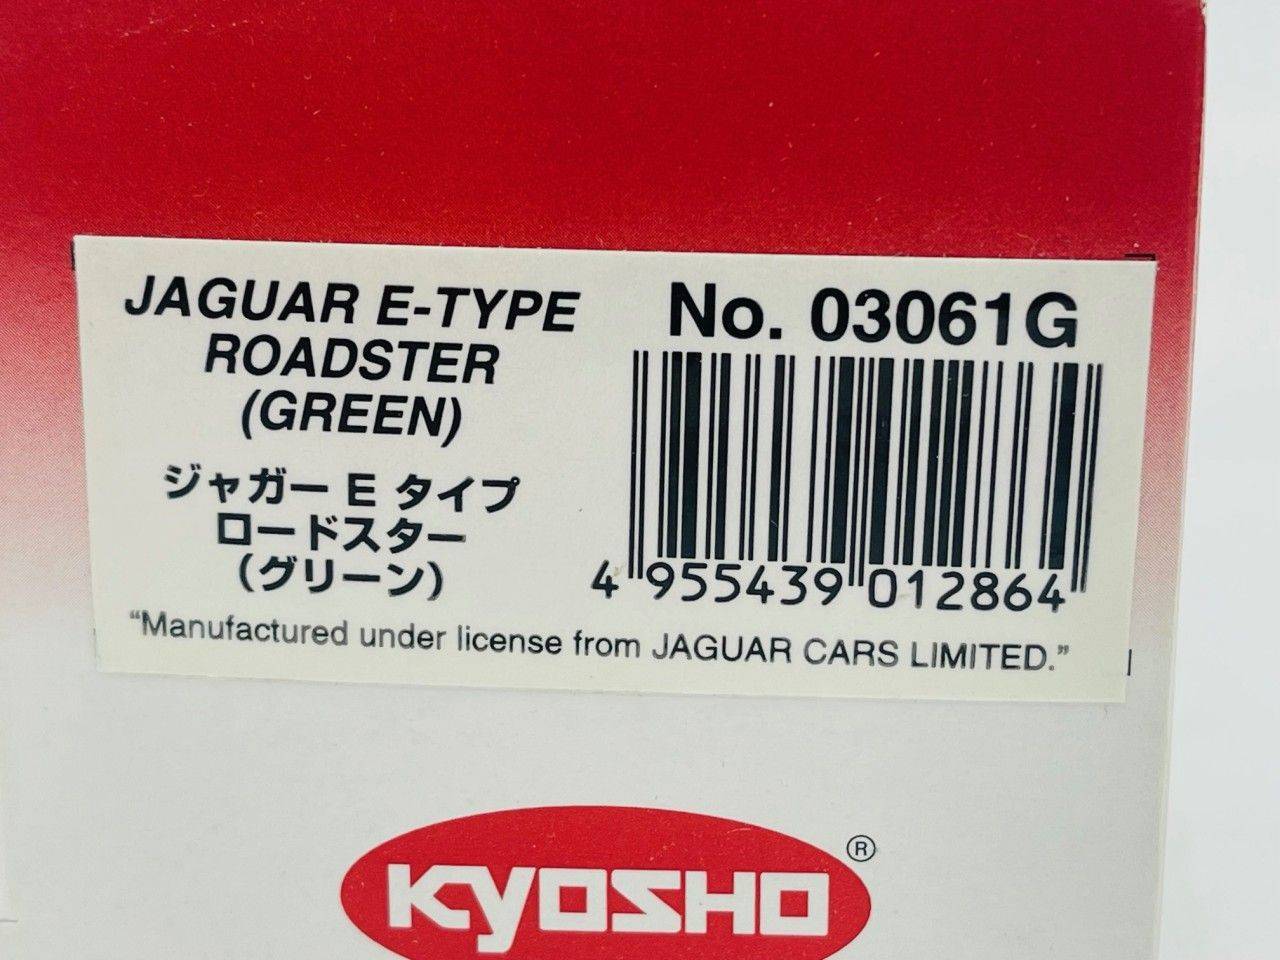 JAGUAR E-TYPE
ROADSTER
(GREEN)
ジャガー E タイプ
ロードスター
(グリーン)
No. 03061G
4 955439 012864
“Manufactured under license from JAGUAR CARS LIMITED.”
KYOSHO ®